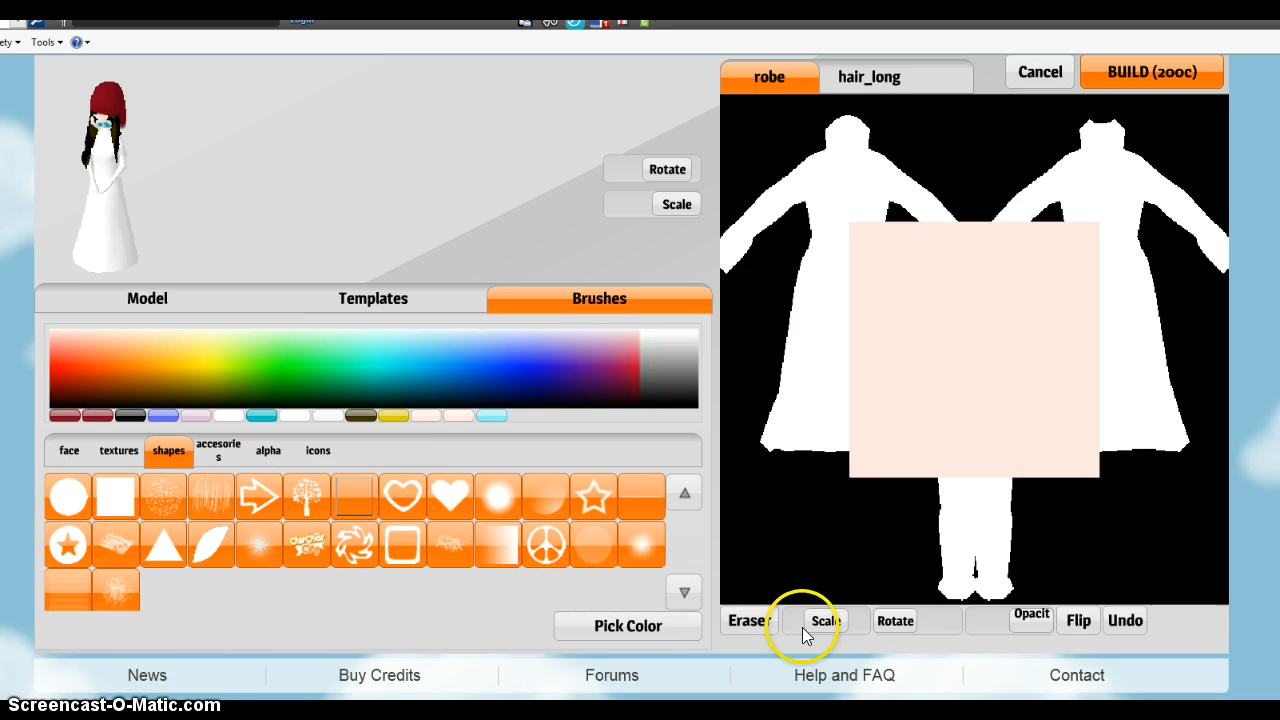 Login
ety ▾ Tools ▾
robe
hair_long
Cancel
BUILD (200c)
Rotate
Scale
Model
Templates
Brushes
face
textures
shapes
accesorie
s
alpha
icons
Pick Color
Eraser
Scale
Rotate
Opacit
Flip
Undo
News
Buy Credits
Forums
Help and FAQ
Contact
Screencast-O-Matic.com